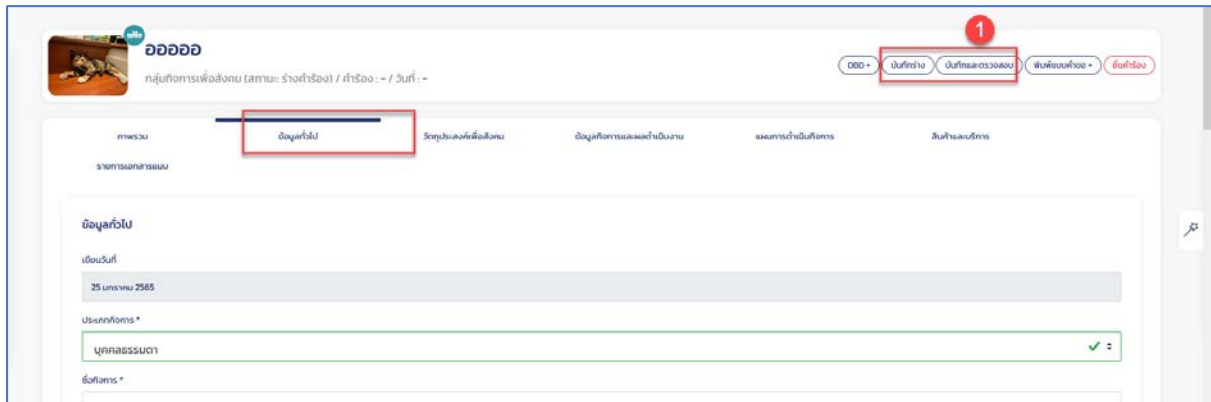 แก้ไข
ออออо
1
กลุ่มกิจการเพื่อสังคม (สถานะ: ร่างคำร้อง) / คำร้อง : - / วันที่ : -
DBD บันทึกร่าง บันทึกและตรวจสอบ พิมพ์แบบคำขอ ยื่นคำร้อง
ภาพรวม ข้อมูลทั่วไป วัตถุประสงค์เพื่อสังคม ข้อมูลกิจการและผลดำเนินงาน แผนการดำเนินกิจการ สินค้าและบริการ
รายการเอกสารแนบ
ข้อมูลทั่วไป
เขียนวันที่
25 มกราคม 2565
ประเภทกิจการ *
บุคคลธรรมดา
ชื่อกิจการ *